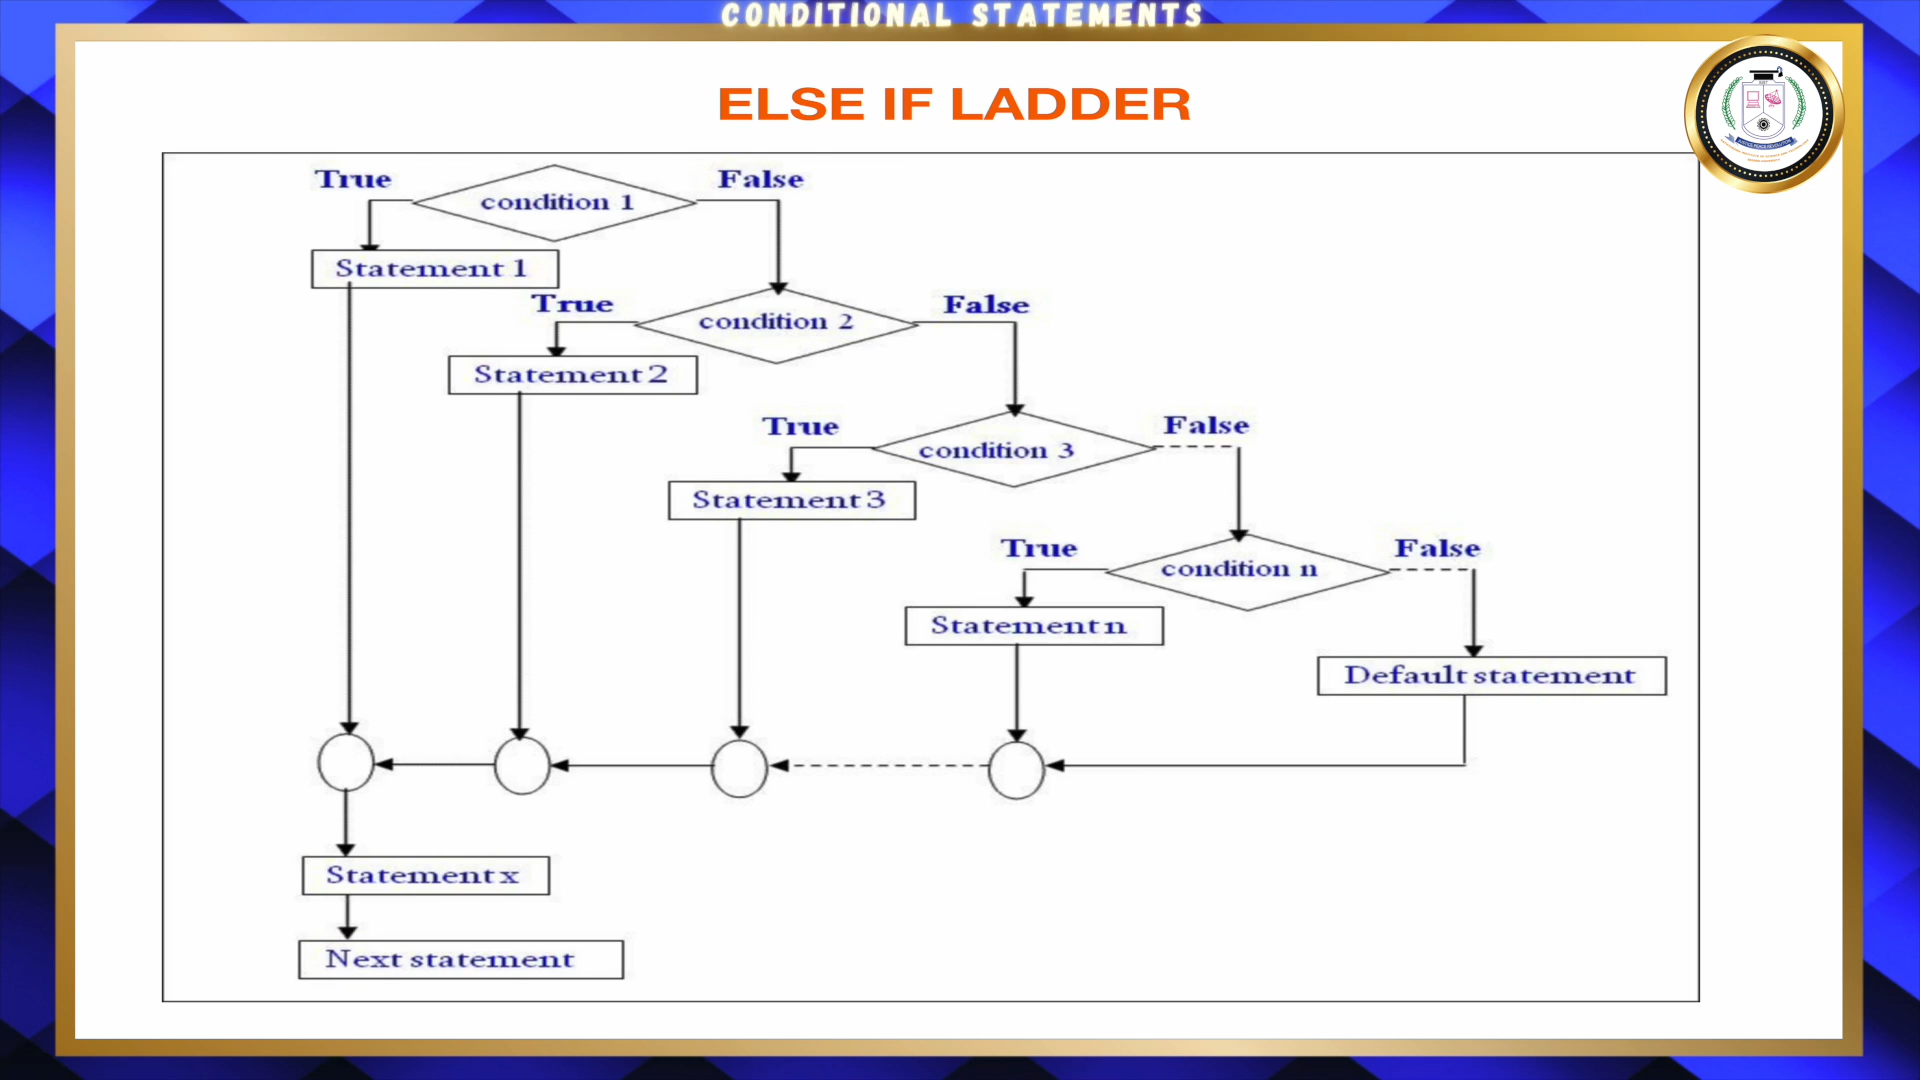 CONDITIONAL STATEMENTS
ELSE IF LADDER
True
False
condition 1
Statement 1
True
False
condition 2
Statement 2
True
False
condition 3
Statement 3
True
False
condition n
Statement n
Default statement
Statement x
Next statement